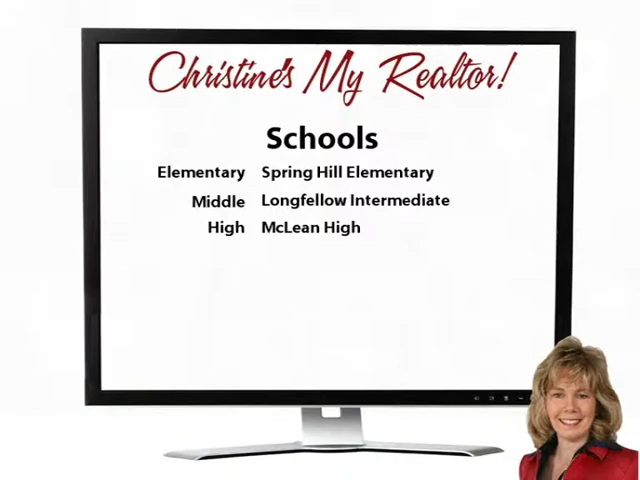 Christine's My Realtor!
Schools
Elementary Spring Hill Elementary
Middle Longfellow Intermediate
High McLean High